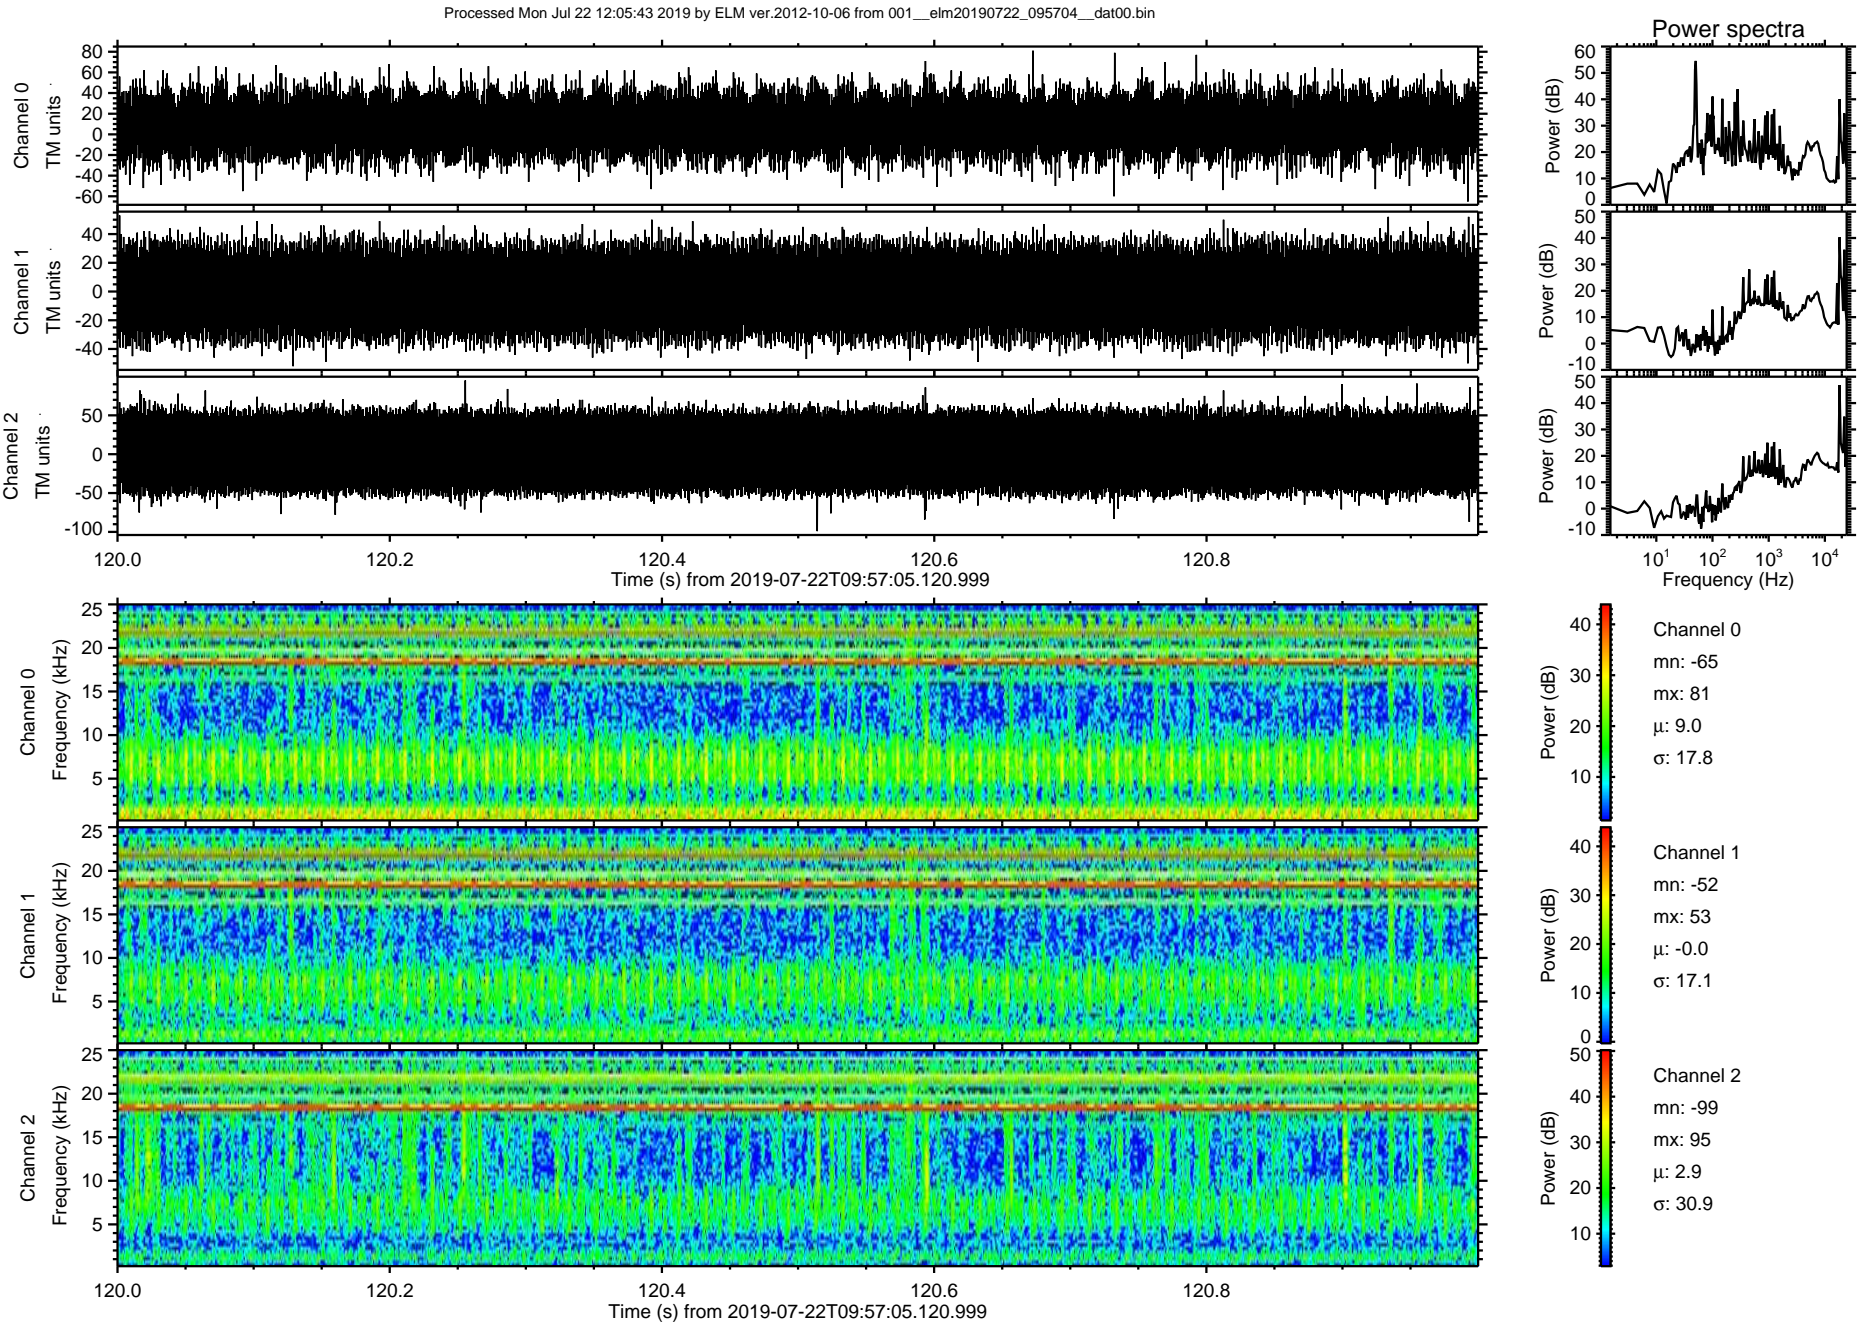 Processed Mon Jul 22 12:05:43 2019 by ELM ver.2012-10-06 from 001__elm20190722_095704__dat00.bin
Power spectra
Channel 0
TM units
80
60
40
20
0
-20
-40
-60
Power (dB)
60
50
40
30
20
10
0
Channel 1
TM units
40
20
0
-20
-40
Power (dB)
50
40
30
20
10
0
-10
Channel 2
TM units
50
0
-50
-100
Power (dB)
50
40
30
20
10
0
-10
120.0 120.2 120.4 120.6 120.8
Time (s) from 2019-07-22T09:57:05.120.999
10¹ 10² 10³ 10⁴
Frequency (Hz)
Channel 0
Frequency (kHz)
25
20
15
10
5
Power (dB)
40
30
20
10
Channel 0
mn: -65
mx: 81
μ: 9.0
σ: 17.8
Channel 1
Frequency (kHz)
25
20
15
10
5
Power (dB)
40
30
20
10
0
Channel 1
mn: -52
mx: 53
μ: -0.0
σ: 17.1
Channel 2
Frequency (kHz)
25
20
15
10
5
Power (dB)
50
40
30
20
10
Channel 2
mn: -99
mx: 95
μ: 2.9
σ: 30.9
120.0 120.2 120.4 120.6 120.8
Time (s) from 2019-07-22T09:57:05.120.999